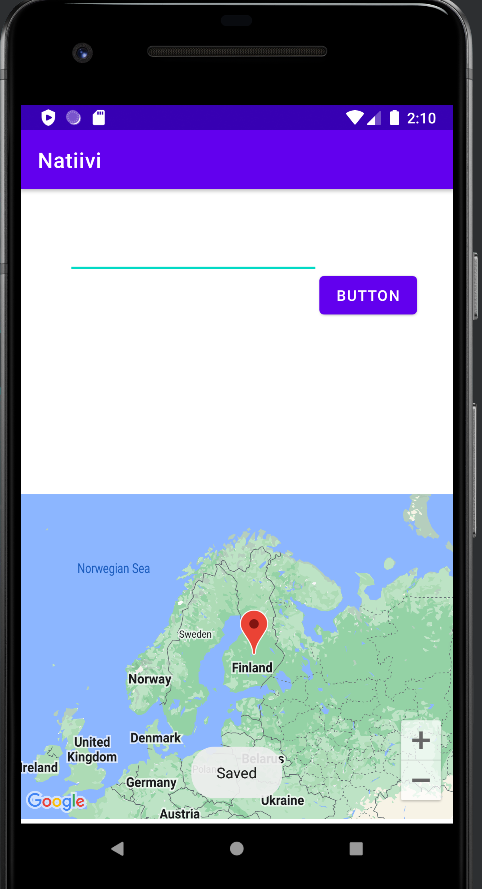 2:10
Natiivi
BUTTON
Norwegian Sea
Sweden
Finland
Norway
United
Kingdom
Denmark
Ireland
Belarus
Poland
Saved
Germany
Ukraine
Google
Austria
+
−